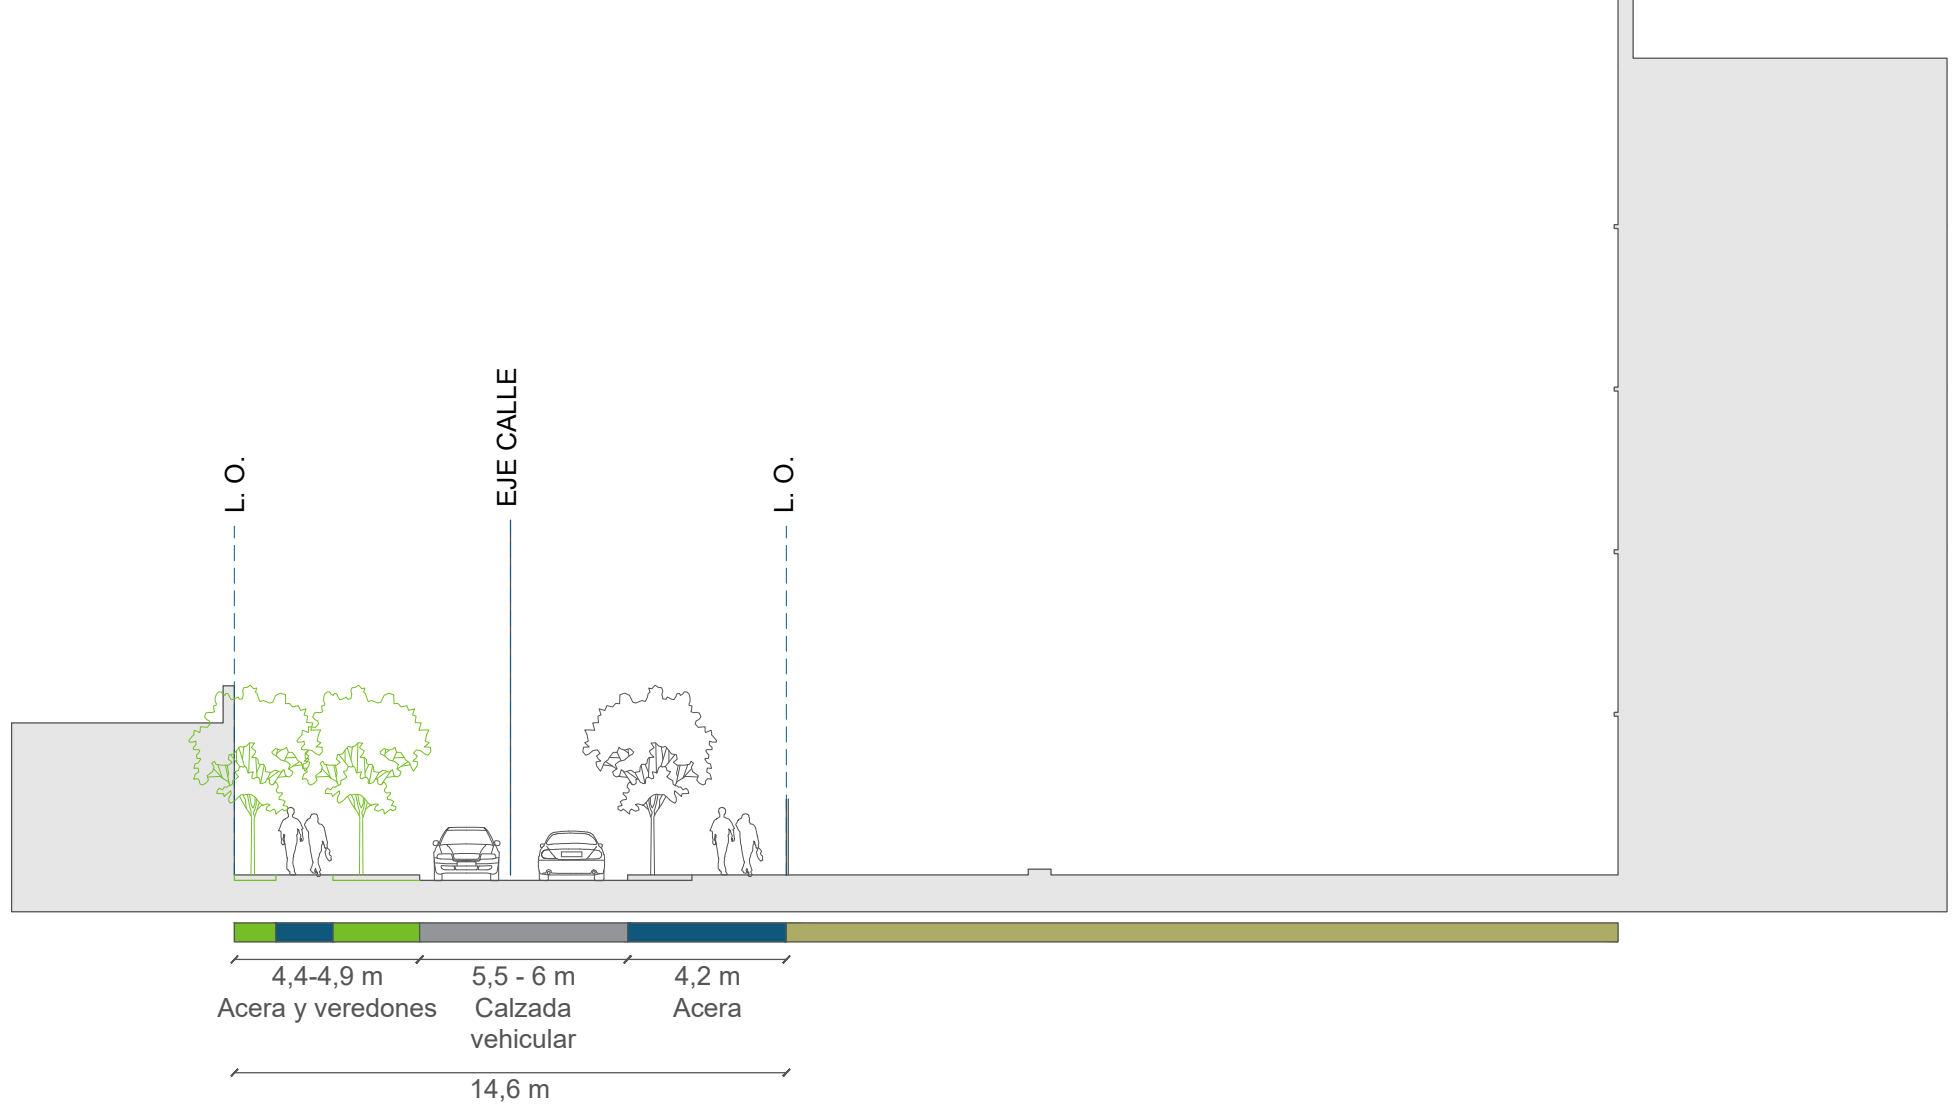 EJE CALLE
L. O.
L. O.
4,4-4,9 m
Acera y veredones
5,5 - 6 m
Calzada
vehicular
4,2 m
Acera
14,6 m